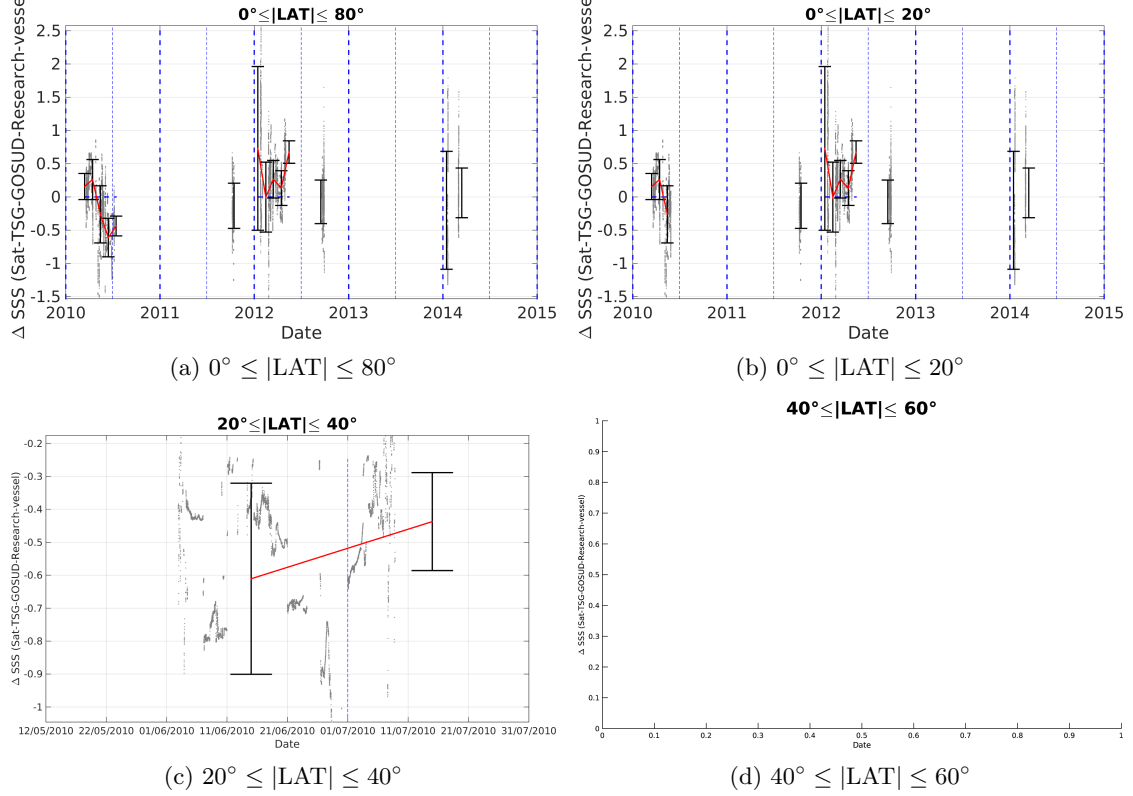 0°≤|LAT|≤ 80°
Δ SSS (Sat-TSG-GOSUD-Research-vess
2.5
2
1.5
1
0.5
0
-0.5
-1
-1.5
2010 2011 2012 2013 2014 2015
Date
(a) 0° ≤ |LAT| ≤ 80°
0°≤|LAT|≤ 20°
Δ SSS (Sat-TSG-GOSUD-Research-vess
2.5
2
1.5
1
0.5
0
-0.5
-1
-1.5
2010 2011 2012 2013 2014 2015
Date
(b) 0° ≤ |LAT| ≤ 20°
20°≤|LAT|≤ 40°
Δ SSS (Sat-TSG-GOSUD-Research-vessel)
-0.2
-0.3
-0.4
-0.5
-0.6
-0.7
-0.8
-0.9
-1
12/05/2010 22/05/2010 01/06/2010 11/06/2010 21/06/2010 01/07/2010 11/07/2010 21/07/2010 31/07/2010
Date
(c) 20° ≤ |LAT| ≤ 40°
40°≤|LAT|≤ 60°
Δ SSS (Sat-TSG-GOSUD-Research-vessel)
1
0.9
0.8
0.7
0.6
0.5
0.4
0.3
0.2
0.1
0
0 0.1 0.2 0.3 0.4 0.5 0.6 0.7 0.8 0.9 1
Date
(d) 40° ≤ |LAT| ≤ 60°